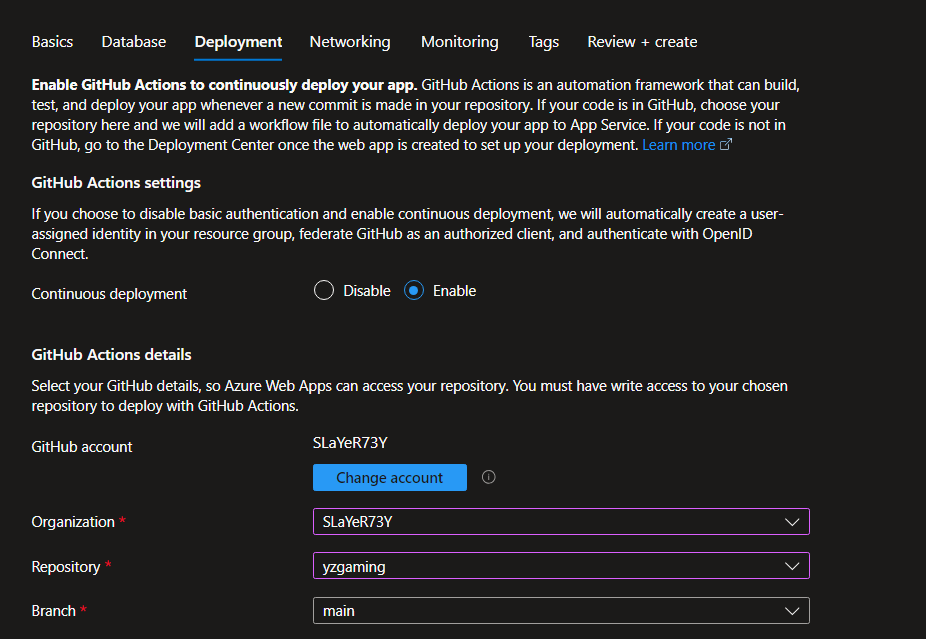 Basics Database Deployment Networking Monitoring Tags Review + create
Enable GitHub Actions to continuously deploy your app. GitHub Actions is an automation framework that can build,
test, and deploy your app whenever a new commit is made in your repository. If your code is in GitHub, choose your
repository here and we will add a workflow file to automatically deploy your app to App Service. If your code is not in
GitHub, go to the Deployment Center once the web app is created to set up your deployment. Learn more
GitHub Actions settings
If you choose to disable basic authentication and enable continuous deployment, we will automatically create a user-
assigned identity in your resource group, federate GitHub as an authorized client, and authenticate with OpenID
Connect.
Continuous deployment Disable Enable
GitHub Actions details
Select your GitHub details, so Azure Web Apps can access your repository. You must have write access to your chosen
repository to deploy with GitHub Actions.
GitHub account SLaYeR73Y
Change account
Organization * SLaYeR73Y
Repository * yzgaming
Branch * main